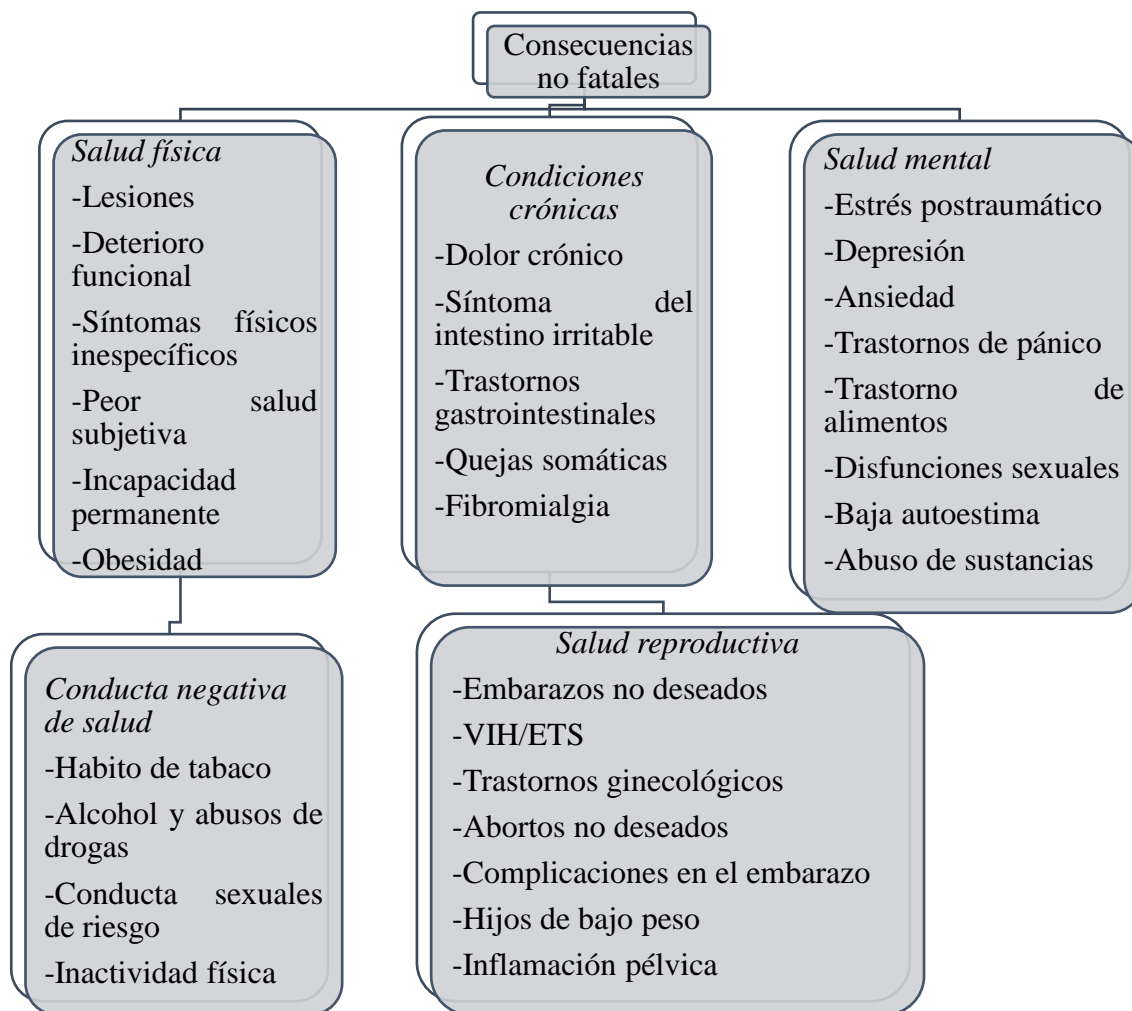 Consecuencias
no fatales
Salud física
-Lesiones
-Deterioro
funcional
-Síntomas físicos
inespecíficos
-Peor salud
subjetiva
-Incapacidad
permanente
-Obesidad
Condiciones
crónicas
-Dolor crónico
-Síntoma del
intestino irritable
-Trastornos
gastrointestinales
-Quejas somáticas
-Fibromialgia
Salud mental
-Estrés postraumático
-Depresión
-Ansiedad
-Trastornos de pánico
-Trastorno de
alimentos
-Disfunciones sexuales
-Baja autoestima
-Abuso de sustancias
Conducta negativa
de salud
-Habito de tabaco
-Alcohol y abusos de
drogas
-Conducta sexuales
de riesgo
-Inactividad física
Salud reproductiva
-Embarazos no deseados
-VIH/ETS
-Trastornos ginecológicos
-Abortos no deseados
-Complicaciones en el embarazo
-Hijos de bajo peso
-Inflamación pélvica